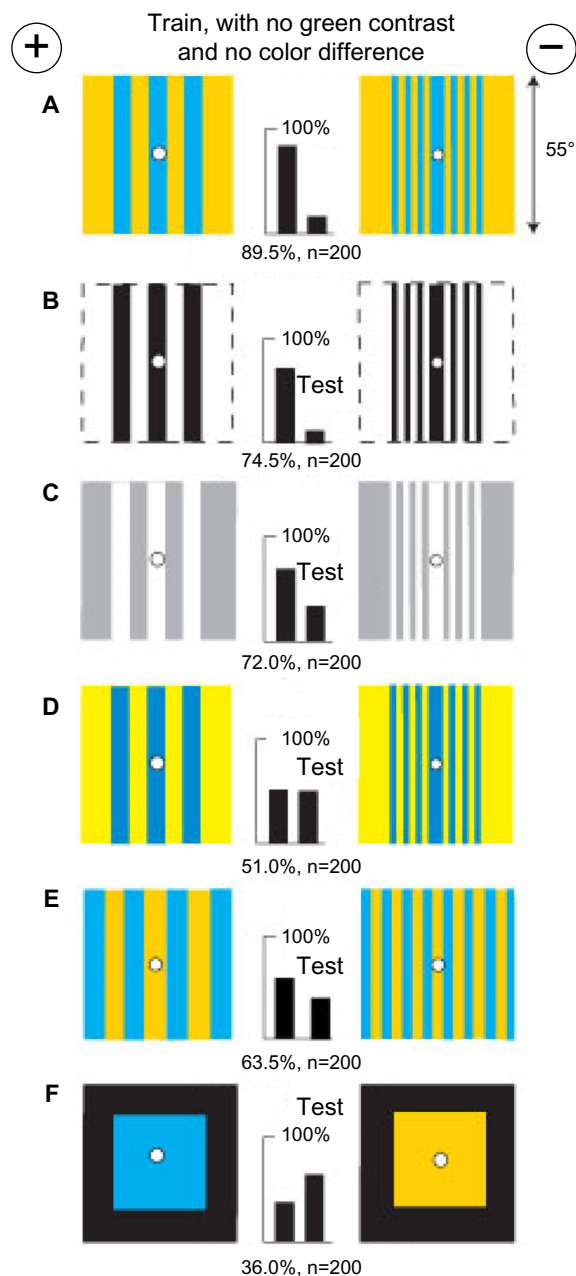 Train, with no green contrast
and no color difference
+
−
A
100%
55°
89.5%, n=200
B
100%
Test
74.5%, n=200
C
100%
Test
72.0%, n=200
D
100%
Test
51.0%, n=200
E
100%
Test
63.5%, n=200
F
Test
100%
36.0%, n=200